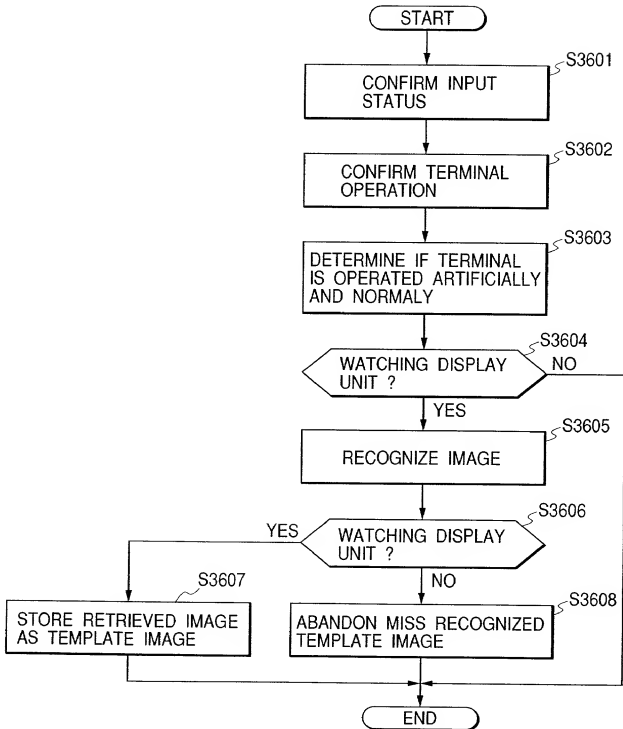 START
S3601
CONFIRM INPUT
STATUS
S3602
CONFIRM TERMINAL
OPERATION
S3603
DETERMINE IF TERMINAL
IS OPERATED ARTIFICIALLY
AND NORMALY
S3604
WATCHING DISPLAY
UNIT ?
NO
YES
S3605
RECOGNIZE IMAGE
S3606
WATCHING DISPLAY
UNIT ?
YES
NO
S3607
STORE RETRIEVED IMAGE
AS TEMPLATE IMAGE
S3608
ABANDON MISS RECOGNIZED
TEMPLATE IMAGE
END